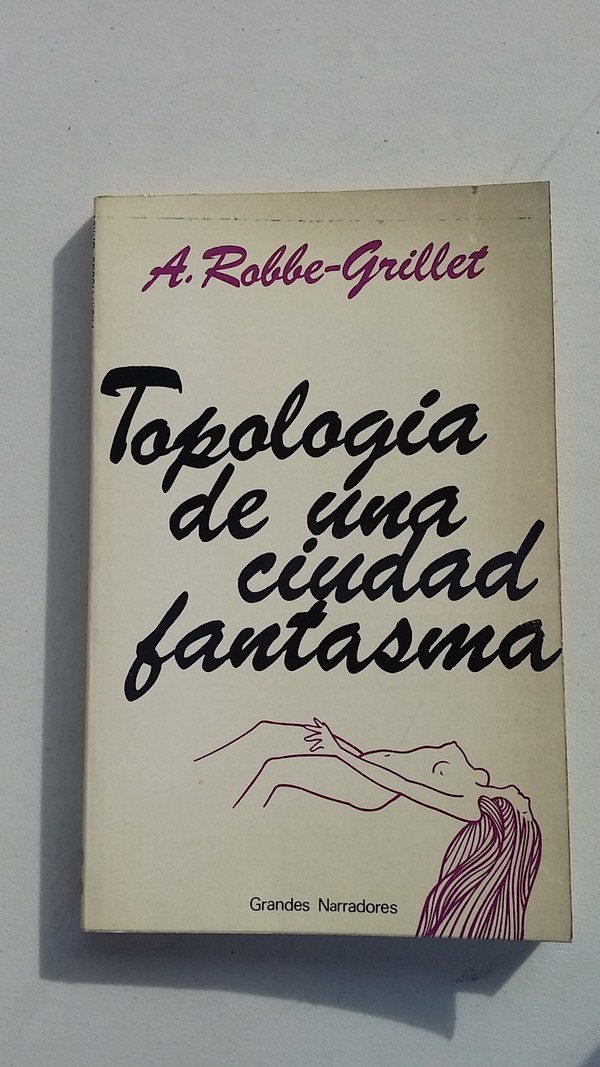 A. Robbe-Grillet
Topología
de una
ciudad
fantasma
Grandes Narradores